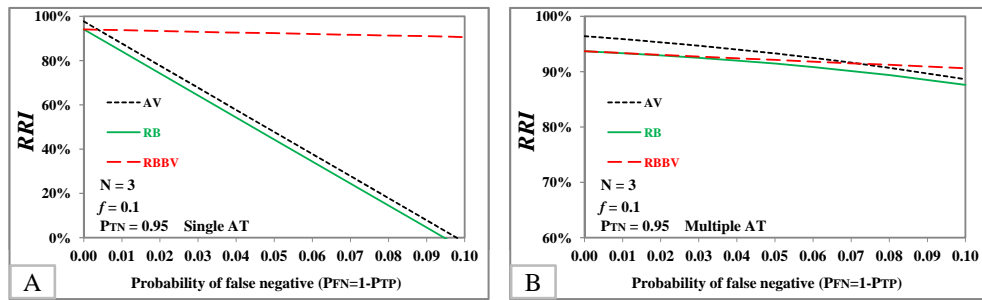 100%
80%
60%
40%
20%
0%
RRI
AV
RB
RBBV
N = 3
f = 0.1
PTN = 0.95 Single AT
0.00 0.01 0.02 0.03 0.04 0.05 0.06 0.07 0.08 0.09 0.10
Probability of false negative (PFN=1-PTP)
A
100%
90%
80%
70%
60%
RRI
AV
RB
RBBV
N = 3
f = 0.1
PTN = 0.95 Multiple AT
0.00 0.01 0.02 0.03 0.04 0.05 0.06 0.07 0.08 0.09 0.10
Probability of false negative (PFN=1-PTP)
B